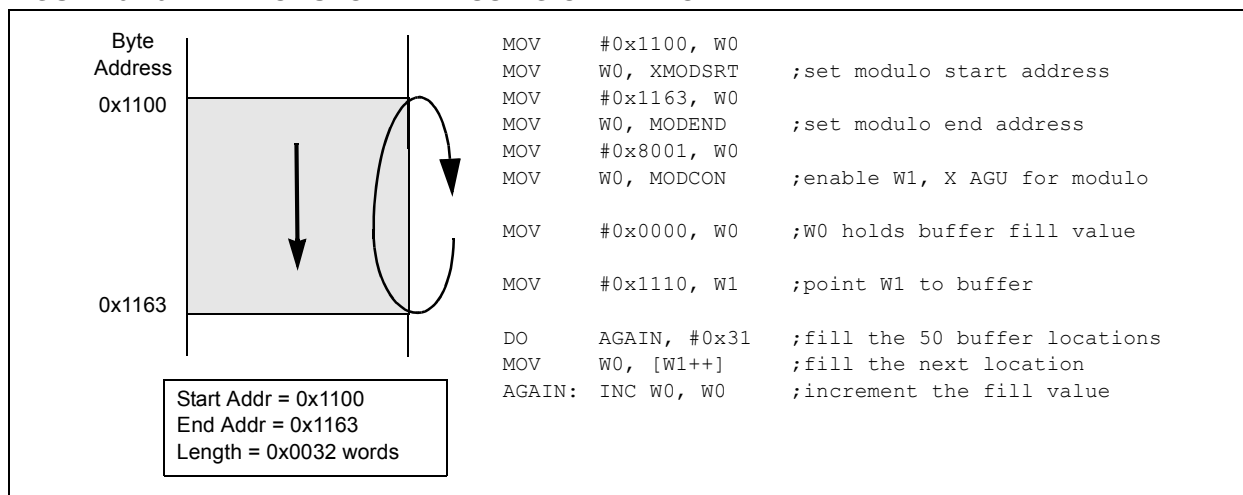 Byte
Address
0x1100
0x1163
Start Addr = 0x1100
End Addr = 0x1163
Length = 0x0032 words
MOV #0x1100, W0
MOV W0, XMODSRT ;set modulo start address
MOV #0x1163, W0
MOV W0, MODEND ;set modulo end address
MOV #0x8001, W0
MOV W0, MODCON ;enable W1, X AGU for modulo
MOV #0x0000, W0 ;W0 holds buffer fill value
MOV #0x1110, W1 ;point W1 to buffer
DO AGAIN, #0x31 ;fill the 50 buffer locations
MOV W0, [W1++] ;fill the next location
AGAIN: INC W0, W0 ;increment the fill value